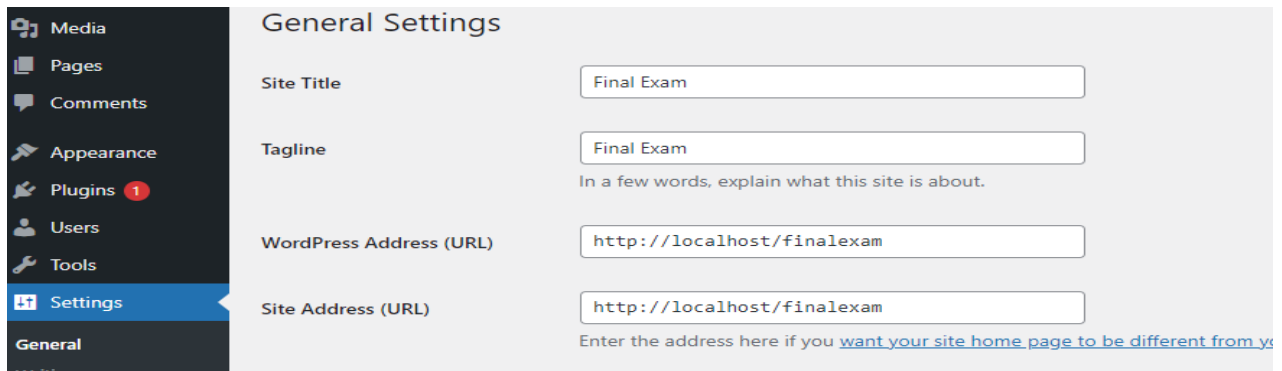 Media
Pages
Comments
Appearance
Plugins 1
Users
Tools
Settings
General
General Settings
Site Title
Final Exam
Tagline
Final Exam
In a few words, explain what this site is about.
WordPress Address (URL)
http://localhost/finalexam
Site Address (URL)
http://localhost/finalexam
Enter the address here if you want your site home page to be different from